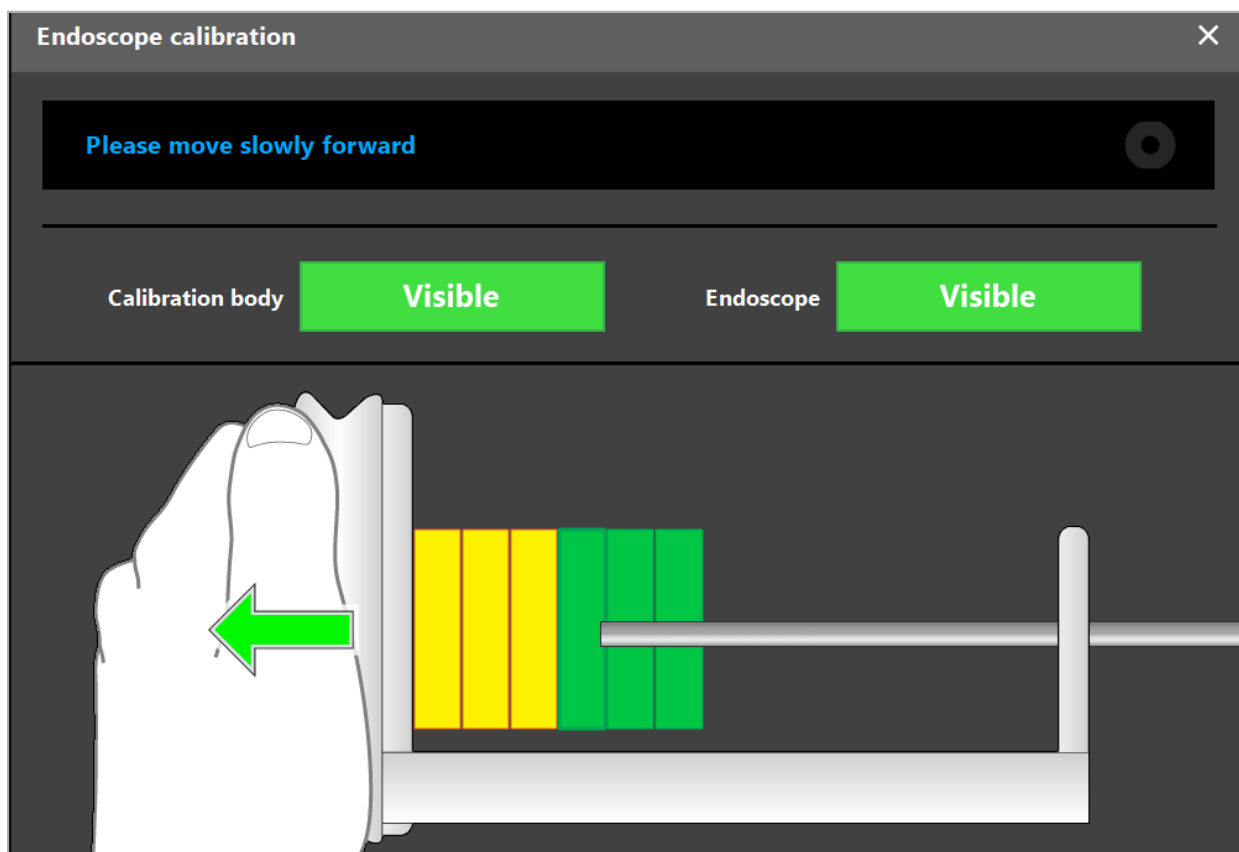 Endoscope calibration
Please move slowly forward
Calibration body Visible Endoscope Visible